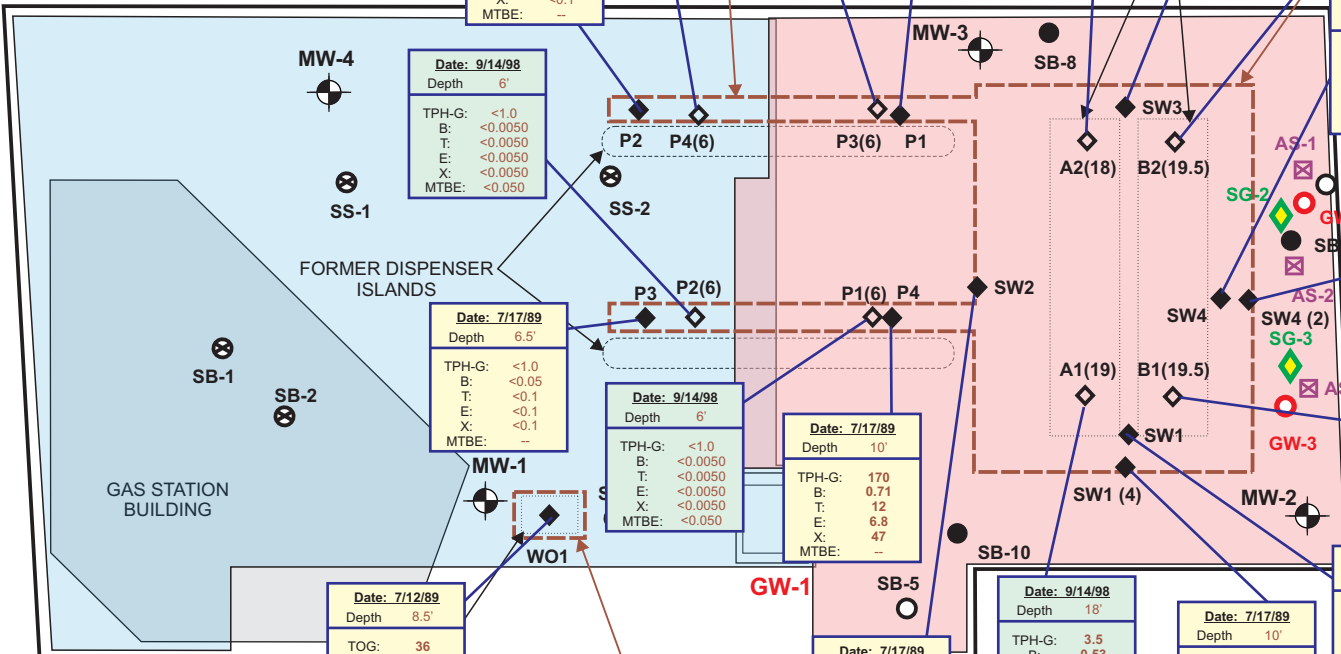 X: <0.1
MTBE: --
MW-4
Date: 9/14/98
Depth 6'
TPH-G: <1.0
B: <0.0050
T: <0.0050
E: <0.0050
X: <0.0050
MTBE: <0.050
MW-3
SB-8
SW3
P2
P4(6)
P3(6)
P1
A2(18)
B2(19.5)
AS-1
SS-1
SS-2
SG-2
FORMER DISPENSER
ISLANDS
P3
P2(6)
P1(6)
P4
SW2
AS-2
SW4
SW4 (2)
SG-3
Date: 7/17/89
Depth 6.5'
TPH-G: <1.0
B: <0.05
T: <0.1
E: <0.1
X: <0.1
MTBE: --
SB-1
SB-2
A1(19)
B1(19.5)
Date: 9/14/98
Depth 6'
TPH-G: <1.0
B: <0.0050
T: <0.0050
E: <0.0050
X: <0.0050
MTBE: <0.050
Date: 7/17/89
Depth 10'
TPH-G: 170
B: 0.71
T: 12
E: 6.8
X: 47
MTBE: --
SW1
GW-3
MW-1
SW1 (4)
MW-2
GAS STATION
BUILDING
WO1
SB-10
GW-1
SB-5
Date: 7/12/89
Depth 8.5'
TOG: 36
Date: 7/17/89
Date: 9/14/98
Depth 18'
TPH-G: 3.5
B: 0.53
Date: 7/17/89
Depth 10'